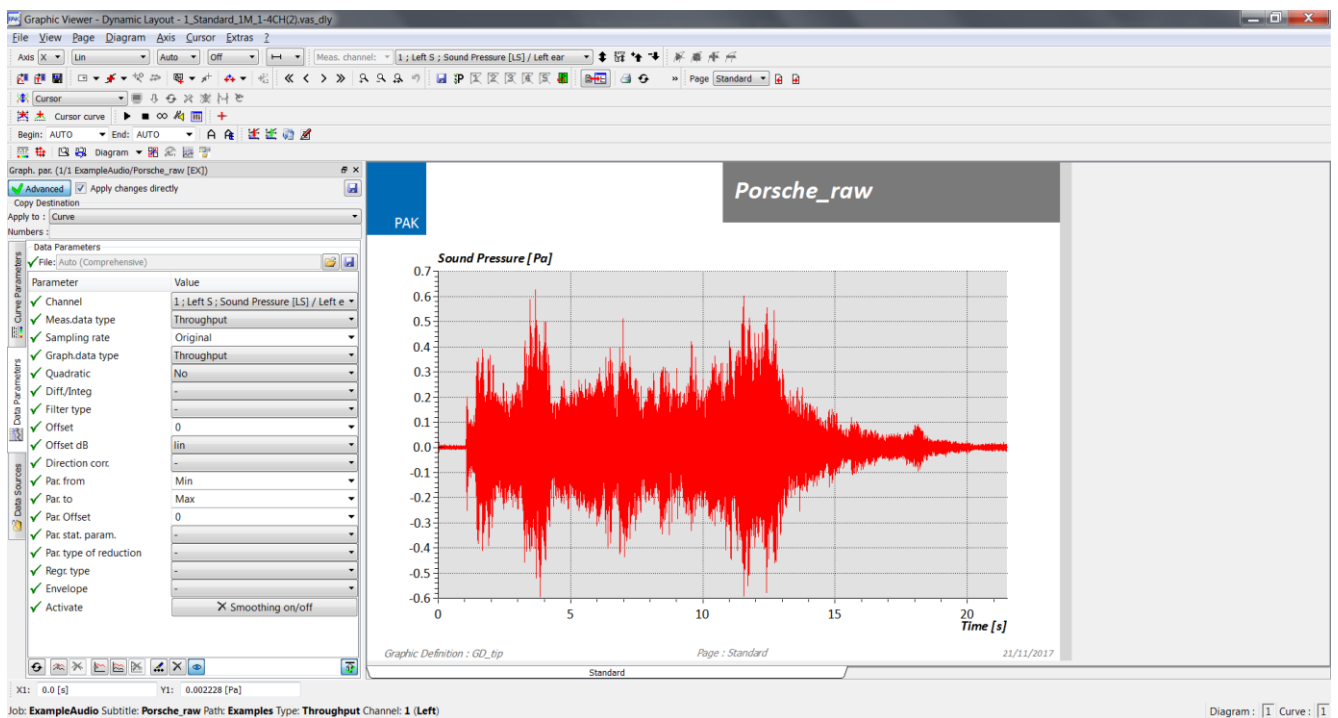 Graphic Viewer - Dynamic Layout - 1_Standard_1M_1-4CH(2).vas_dly
File View Page Diagram Axis Cursor Extras ?
Axis X Lin Auto Off Meas. channel: 1 ; Left S ; Sound Pressure [LS] / Left ear
Page Standard
Cursor
Cursor curve
Begin: AUTO End: AUTO
Diagram
Graph. par. (1/1 ExampleAudio/Porsche_raw [EX])
Advanced Apply changes directly
Copy Destination
Apply to : Curve
Numbers :
Curve Parameters
Data Parameters
Data Sources
Data Parameters
File: Auto (Comprehensive)
Parameter Value
Channel 1 ; Left S ; Sound Pressure [LS] / Left e
Meas.data type Throughput
Sampling rate Original
Graph.data type Throughput
Quadratic No
Diff/Integ -
Filter type -
Offset 0
Offset dB lin
Direction corr. -
Par. from Min
Par. to Max
Par. Offset 0
Par. stat. param. -
Par. type of reduction -
Regr. type -
Envelope -
Activate Smoothing on/off
PAK
Porsche_raw
Sound Pressure [Pa]
0.7
0.6
0.5
0.4
0.3
0.2
0.1
0.0
-0.1
-0.2
-0.3
-0.4
-0.5
-0.6
0 5 10 15 20
Time [s]
Graphic Definition : GD_tip Page : Standard 21/11/2017
Standard
X1: 0.0 [s] Y1: 0.002228 [Pa]
Job: ExampleAudio Subtitle: Porsche_raw Path: Examples Type: Throughput Channel: 1 (Left) Diagram : 1 Curve : 1